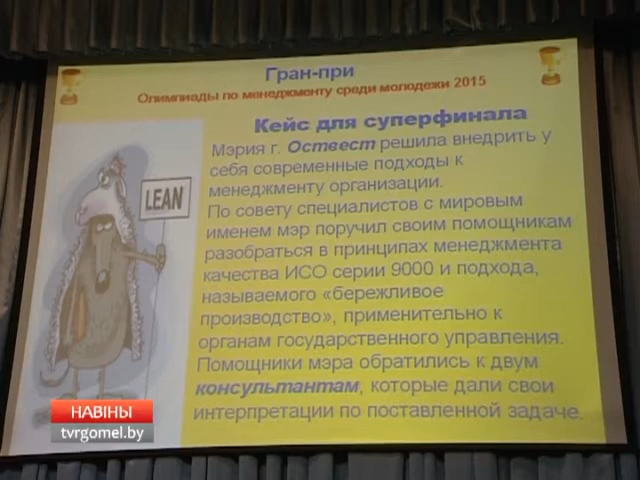 Гран-при
Олимпиады по менеджменту среди молодежи 2015
Кейс для суперфинала
Мэрия г. Оствест решила внедрить у
себя современные подходы к
менеджменту организации.
По совету специалистов с мировым
именем мэр поручил своим помощникам
разобраться в принципах менеджмента
качества ИСО серии 9000 и подхода,
называемого «бережливое
производство», применительно к
органам государственного управления.
Помощники мэра обратились к двум
консультантам, которые дали свои
интерпретации по поставленной задаче.
LEAN
НАВІНЫ
tvrgomel.by